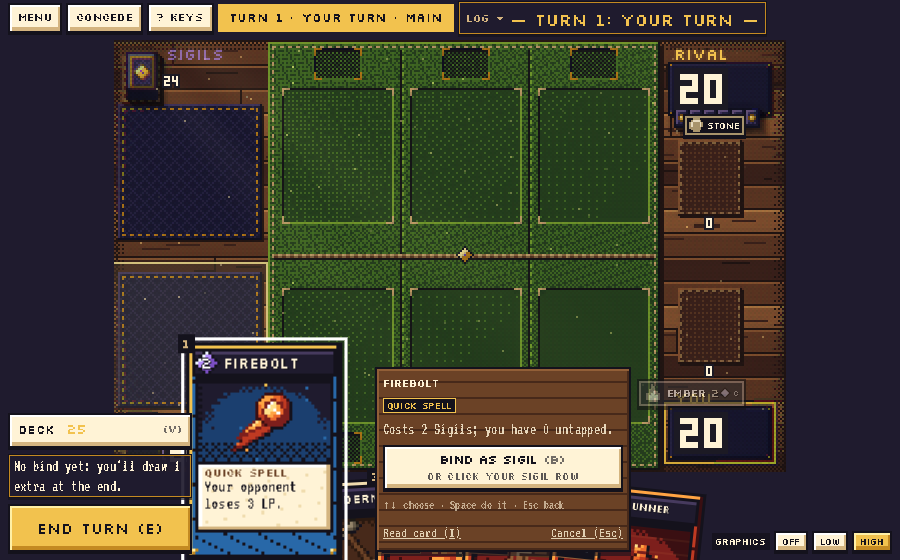 MENU
CONCEDE
? KEYS
TURN 1 · YOUR TURN · MAIN
LOG
— TURN 1: YOUR TURN —
SIGILS
24
RIVAL
20
STONE
0
0
EMBER 2
20
1
2
FIREBOLT
QUICK SPELL
Your opponent
loses 3 LP.
FIREBOLT
QUICK SPELL
Costs 2 Sigils; you have 0 untapped.
BIND AS SIGIL (B)
OR CLICK YOUR SIGIL ROW
↑↓ choose · Space do it · Esc back
Read card (I)
Cancel (Esc)
DECK 25 (V)
No bind yet: you'll draw 1
extra at the end.
END TURN (E)
GRAPHICS
OFF
LOW
HIGH